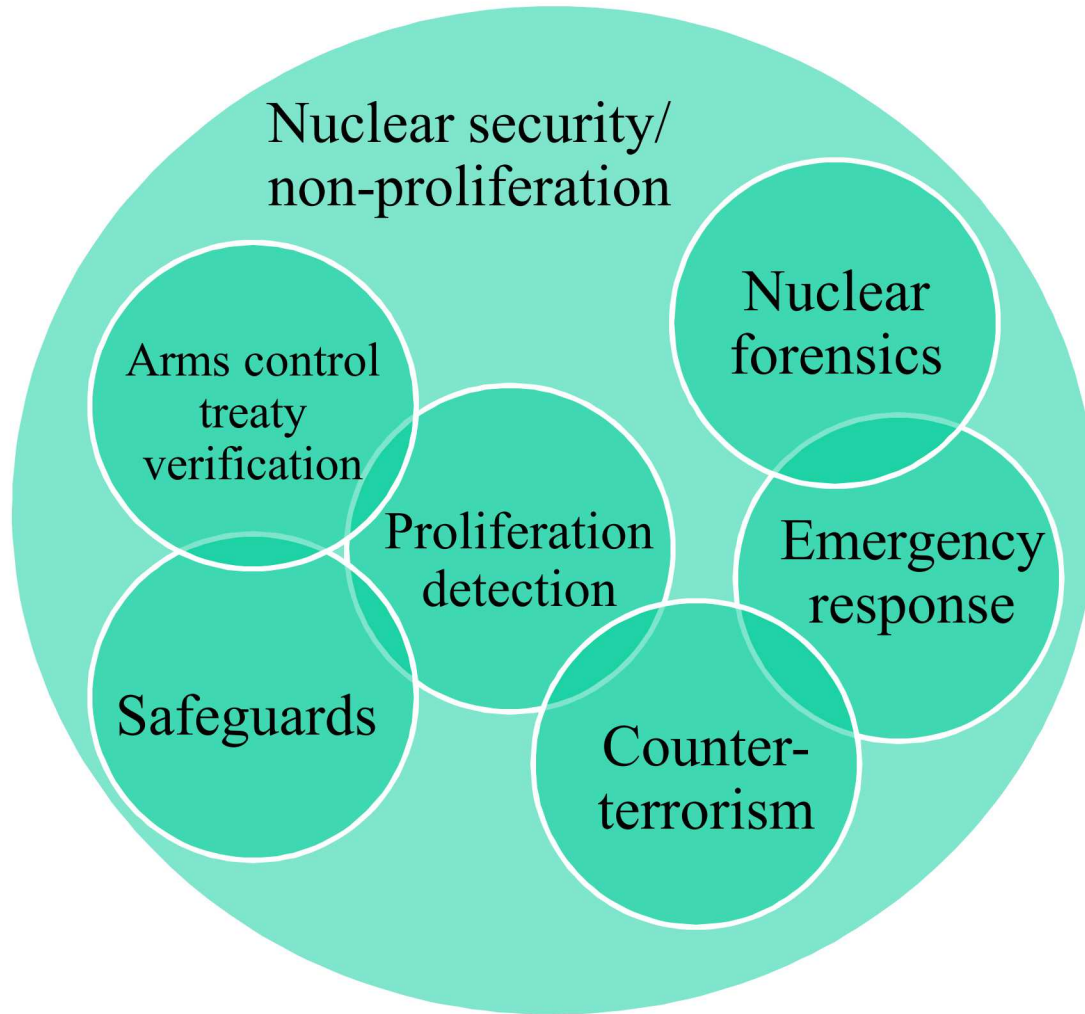 Nuclear security/
non-proliferation
Nuclear
forensics
Arms control
treaty
verification
Proliferation
detection
Emergency
response
Safeguards
Counter-
terrorism